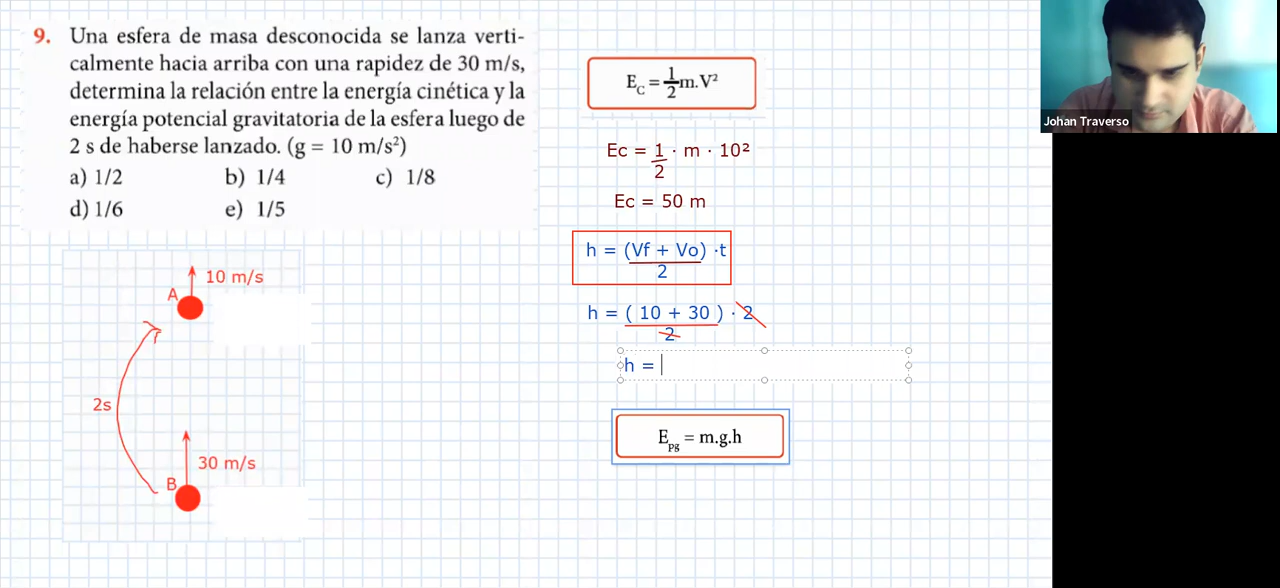 9. Una esfera de masa desconocida se lanza verti-
calmente hacia arriba con una rapidez de 30 m/s,
determina la relación entre la energía cinética y la
energía potencial gravitatoria de la esfera luego de
2 s de haberse lanzado. (g = 10 m/s²)
a) 1/2 b) 1/4 c) 1/8
d) 1/6 e) 1/5
10 m/s
A
2s
30 m/s
B
E_C = 1/2 m.V²
Ec = 1/2 · m · 10²
Ec = 50 m
h = (Vf + Vo) · t
2
h = ( 10 + 30 ) · 2
2
h =
E_pg = m.g.h
Johan Traverso